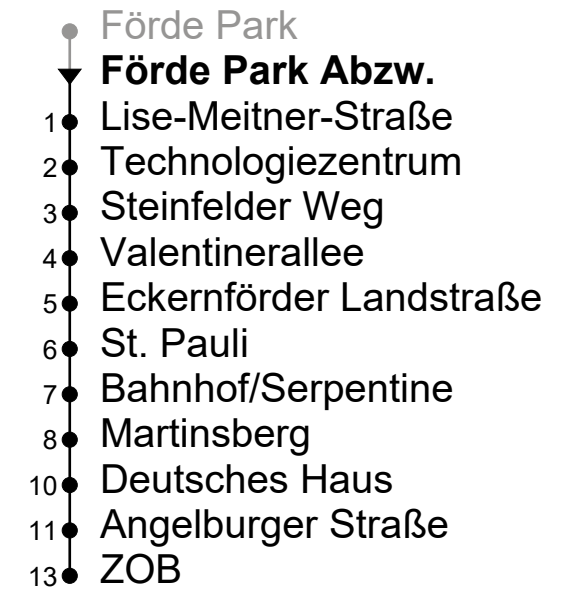 Förde Park
Förde Park Abzw.
1 Lise-Meitner-Straße
2 Technologiezentrum
3 Steinfelder Weg
4 Valentinerallee
5 Eckernförder Landstraße
6 St. Pauli
7 Bahnhof/Serpentine
8 Martinsberg
10 Deutsches Haus
11 Angelburger Straße
13 ZOB